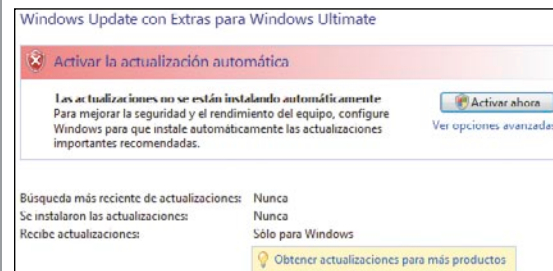 Windows Update con Extras para Windows Ultimate
Activar la actualización automática
Las actualizaciones no se están instalando automáticamente
Para mejorar la seguridad y el rendimiento del equipo, configure
Windows para que instale automáticamente las actualizaciones
importantes recomendadas.
Activar ahora
Ver opciones avanzadas
Búsqueda más reciente de actualizaciones: Nunca
Se instalaron las actualizaciones: Nunca
Recibe actualizaciones: Sólo para Windows
Obtener actualizaciones para más productos